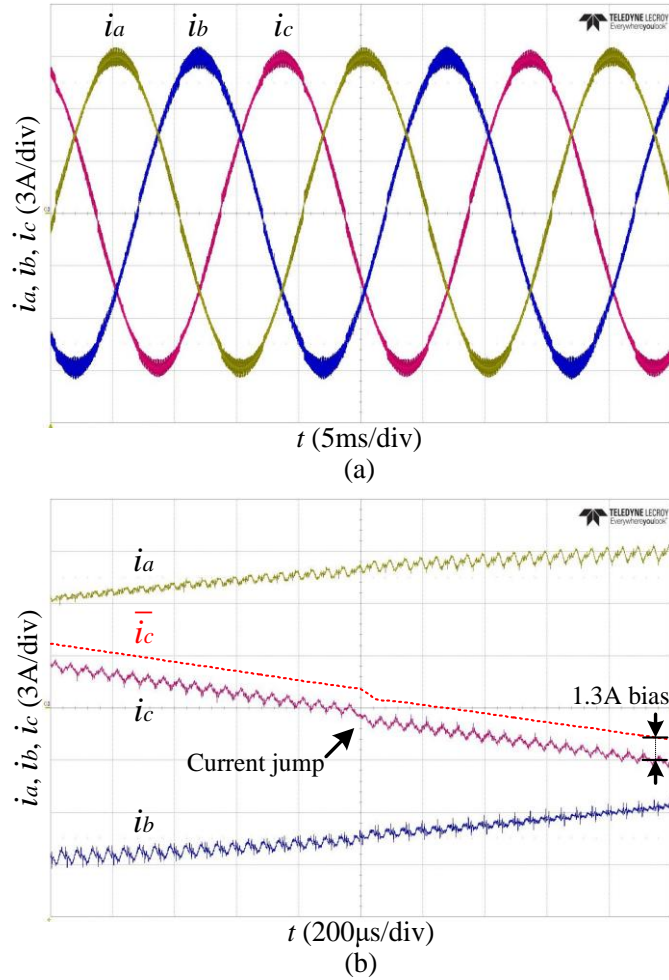 TELEDYNE LECROY
Everywhereyoulook
ia ib ic
ia, ib, ic (3A/div)
t (5ms/div)
(a)
TELEDYNE LECROY
Everywhereyoulook
ia
i̅c
1.3A bias
ic
Current jump
ia, ib, ic (3A/div)
ib
t (200μs/div)
(b)